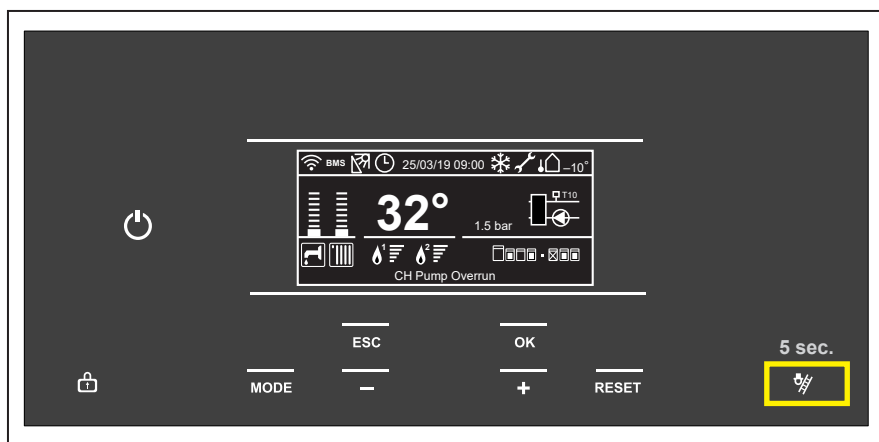 BMS 25/03/19 09:00 –10°
32° 1.5 bar T10
1 2
CH Pump Overrun
ESC OK
5 sec.
MODE – + RESET